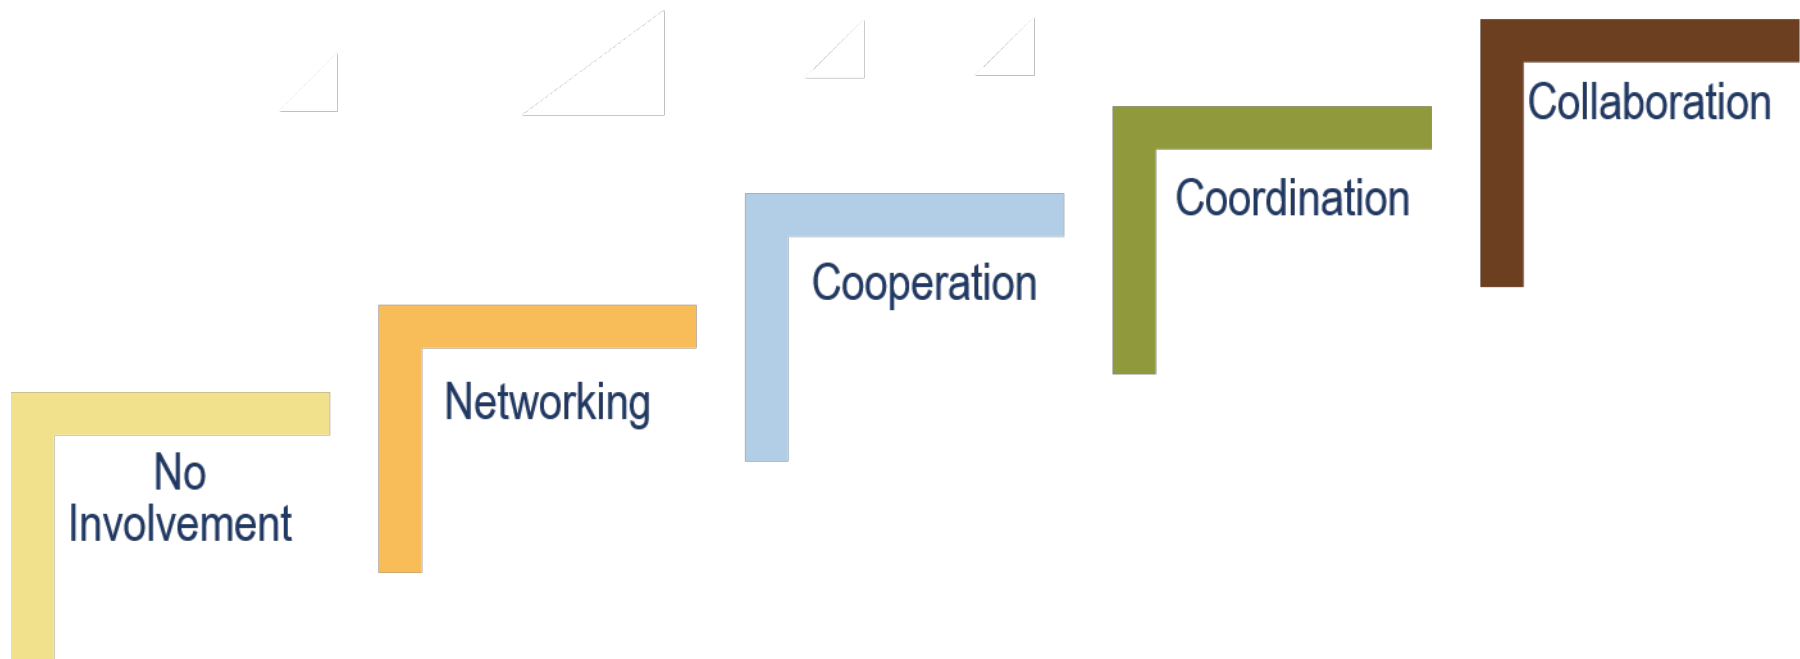 No
Involvement
Networking
Cooperation
Coordination
Collaboration